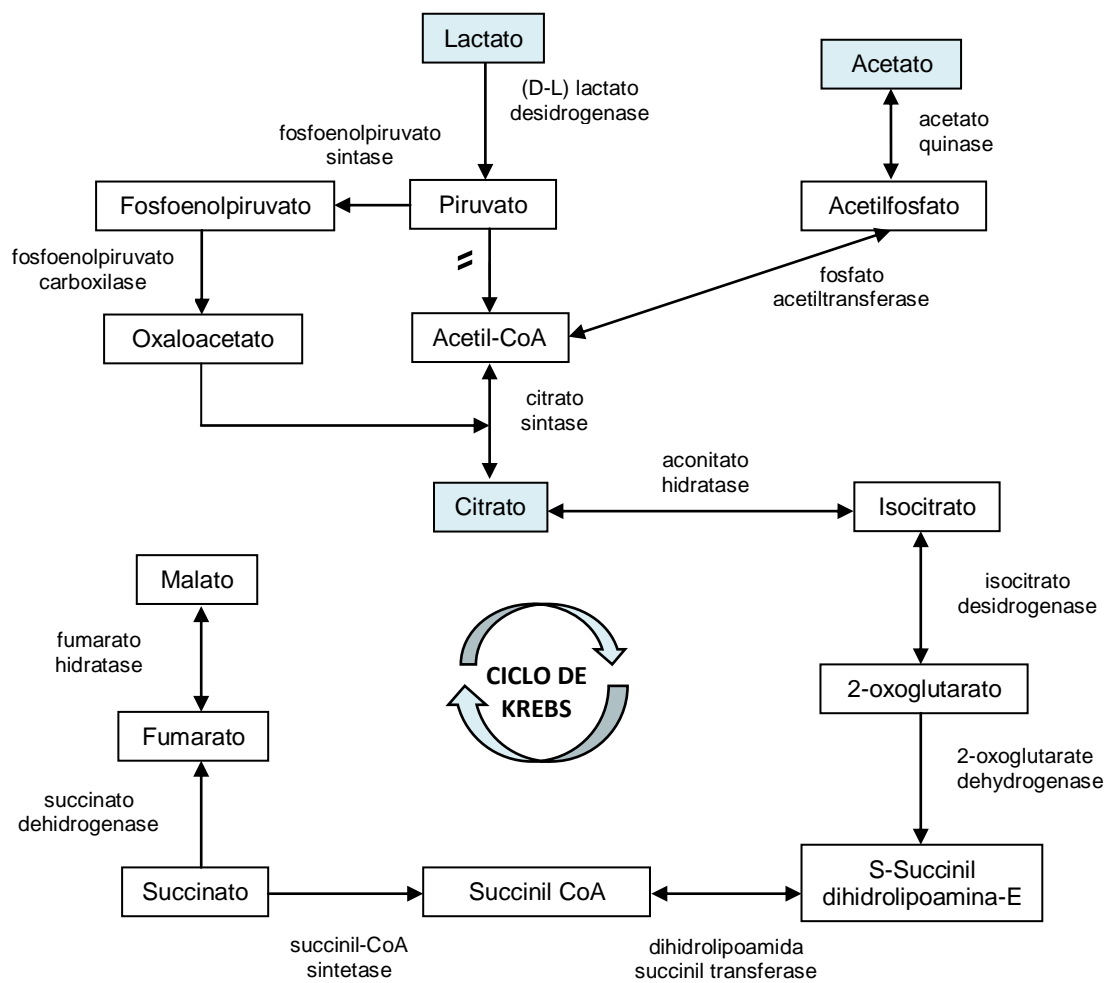 Lactato
Acetato
(D-L) lactato
desidrogenase
acetato
quinase
fosfoenolpiruvato
sintase
Fosfoenolpiruvato
Piruvato
Acetilfosfato
fosfoenolpiruvato
carboxilase
fosfato
acetiltransferase
Oxaloacetato
Acetil-CoA
citrato
sintase
aconitato
hidratase
Citrato
Isocitrato
Malato
isocitrato
desidrogenase
fumarato
hidratase
CICLO DE
KREBS
2-oxoglutarato
Fumarato
2-oxoglutarate
dehydrogenase
succinato
dehidrogenase
Succinato
Succinil CoA
S-Succinil
dihidrolipoamina-E
succinil-CoA
sintetase
dihidrolipoamida
succinil transferase